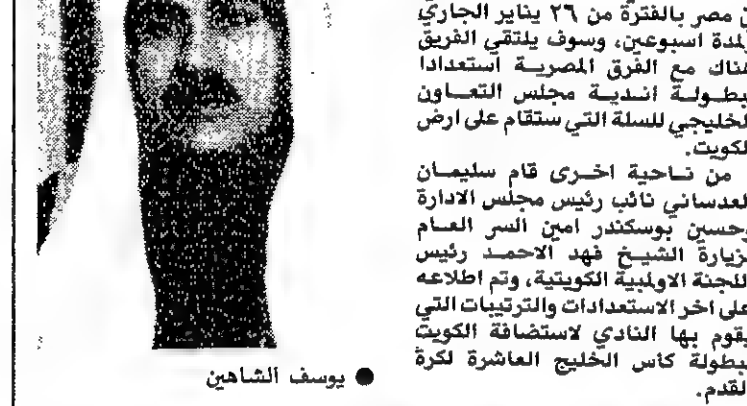 مصر بالفترة من ٢٦ يناير الجاري
لمدة اسبوعين، وسوف يلتقي الفريق
هناك مع الفرق المصرية استعدادا
لبطولة اندية مجلس التعاون
الخليجي للسلة التي ستقام على ارض
الكويت.
من ناحية اخرى قام سليمان
العدساني نائب رئيس مجلس الادارة
وحسين بوسكندر امين السر العام
بزيارة الشيخ فهد الاحمد رئيس
اللجنة الاولمبية الكويتية، وتم اطلاعه
على اخر الاستعدادات والترتيبات التي
يقوم بها النادي لاستضافة الكويت
لبطولة كأس الخليج العاشرة لكرة
القدم.
● يوسف الشاهين